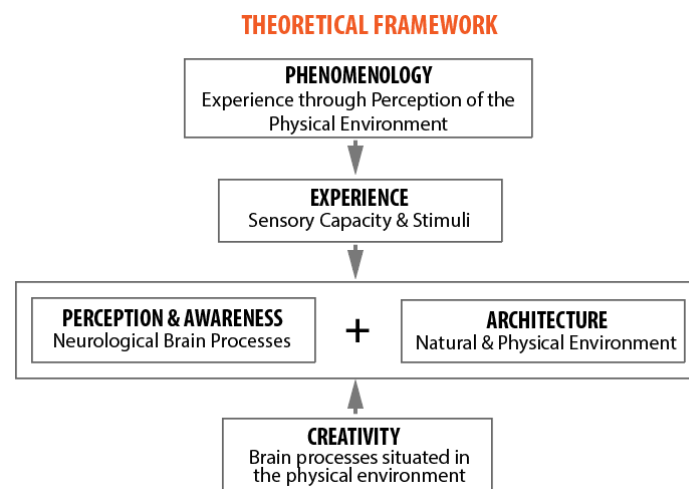 THEORETICAL FRAMEWORK
PHENOMENOLOGY
Experience through Perception of the
Physical Environment
EXPERIENCE
Sensory Capacity & Stimuli
PERCEPTION & AWARENESS
Neurological Brain Processes
+
ARCHITECTURE
Natural & Physical Environment
CREATIVITY
Brain processes situated in
the physical environment